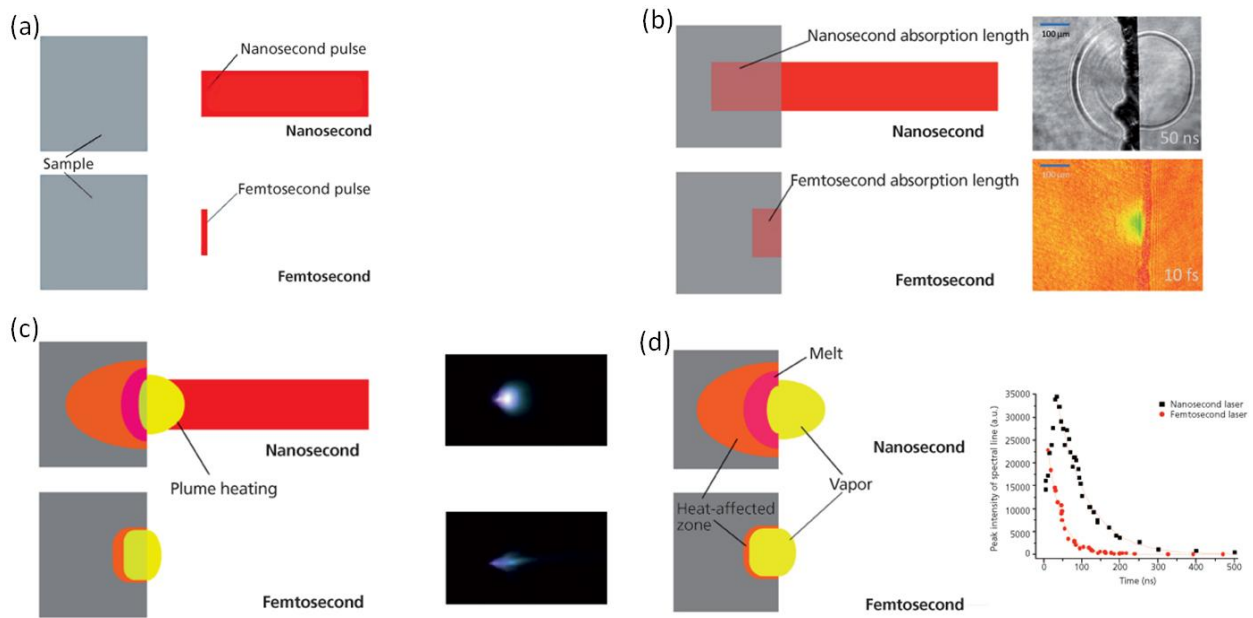 (a)
Nanosecond pulse
Nanosecond
Sample
Femtosecond pulse
Femtosecond
(b)
Nanosecond absorption length
Nanosecond
100 µm
50 ns
Femtosecond absorption length
Femtosecond
100 µm
10 fs
(c)
Nanosecond
Plume heating
Femtosecond
(d)
Melt
Nanosecond
Vapor
Heat-affected
zone
Femtosecond
Peak intensity of spectral line (a.u.)
35000
30000
25000
20000
15000
10000
5000
0
Nanosecond laser
Femtosecond laser
0 100 200 300 400 500
Time (ns)